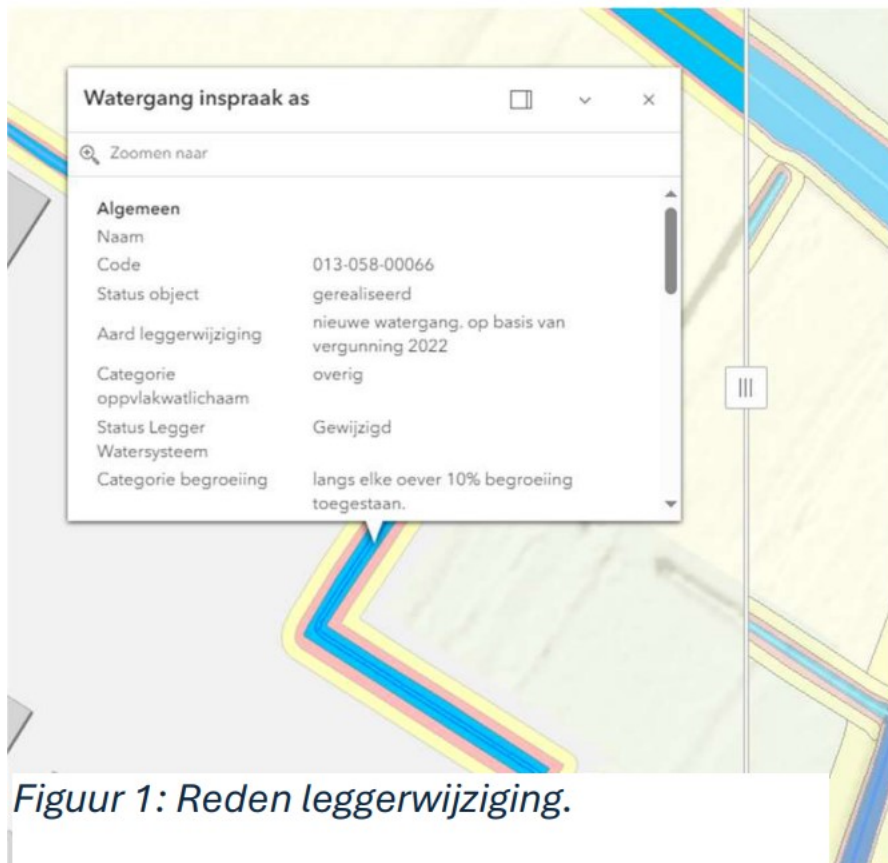 Watergang inspraak as
Zoomen naar
Algemeen
Naam
Code 013-058-00066
Status object gerealiseerd
Aard leggerwijziging nieuwe watergang. op basis van
vergunning 2022
Categorie overig
oppvlakwatlichaam
Status Legger Gewijzigd
Watersysteem
Categorie begroeiing langs elke oever 10% begroeiing
toegestaan.
Figuur 1: Reden leggerwijziging.